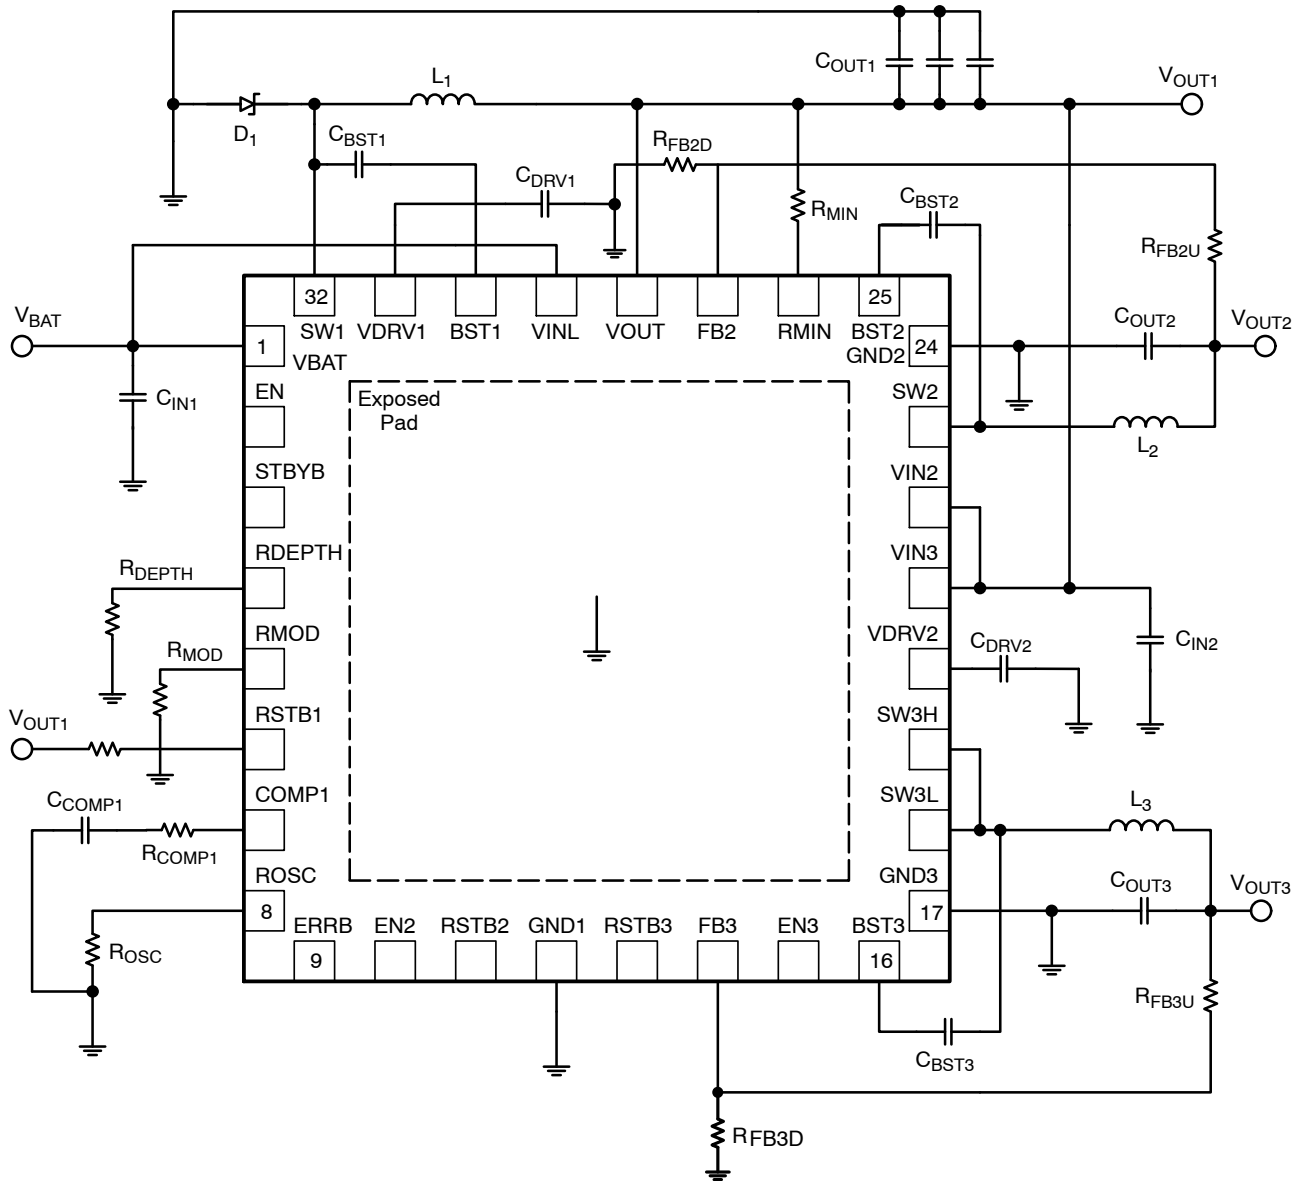 COUT1
VOUT1
L1
D1
CBST1
RFB2D
CDRV1
CBST2
RMIN
RFB2U
VBAT
32
25
SW1
VDRV1
BST1
VINL
VOUT
FB2
RMIN
BST2
COUT2
VOUT2
1
VBAT
GND2
24
CIN1
EN
Exposed
Pad
SW2
L2
STBYB
VIN2
RDEPTH
RDEPTH
VIN3
RMOD
RMOD
VDRV2
CDRV2
CIN2
VOUT1
RSTB1
SW3H
CCOMP1
COMP1
SW3L
L3
RCOMP1
ROSC
GND3
COUT3
VOUT3
8
17
ERRB
EN2
RSTB2
GND1
RSTB3
FB3
EN3
BST3
ROSC
9
16
RFB3U
CBST3
RFB3D